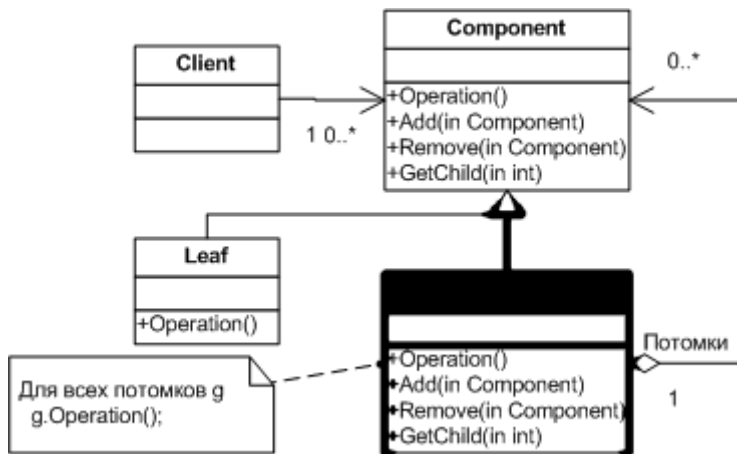 Component
Client
0..*
+Operation()
+Add(in Component)
1 0..*
+Remove(in Component)
+GetChild(in int)
Leaf
+Operation()
Потомки
+Operation()
Для всех потомков g
+Add(in Component)
g.Operation();
1
+Remove(in Component)
+GetChild(in int)